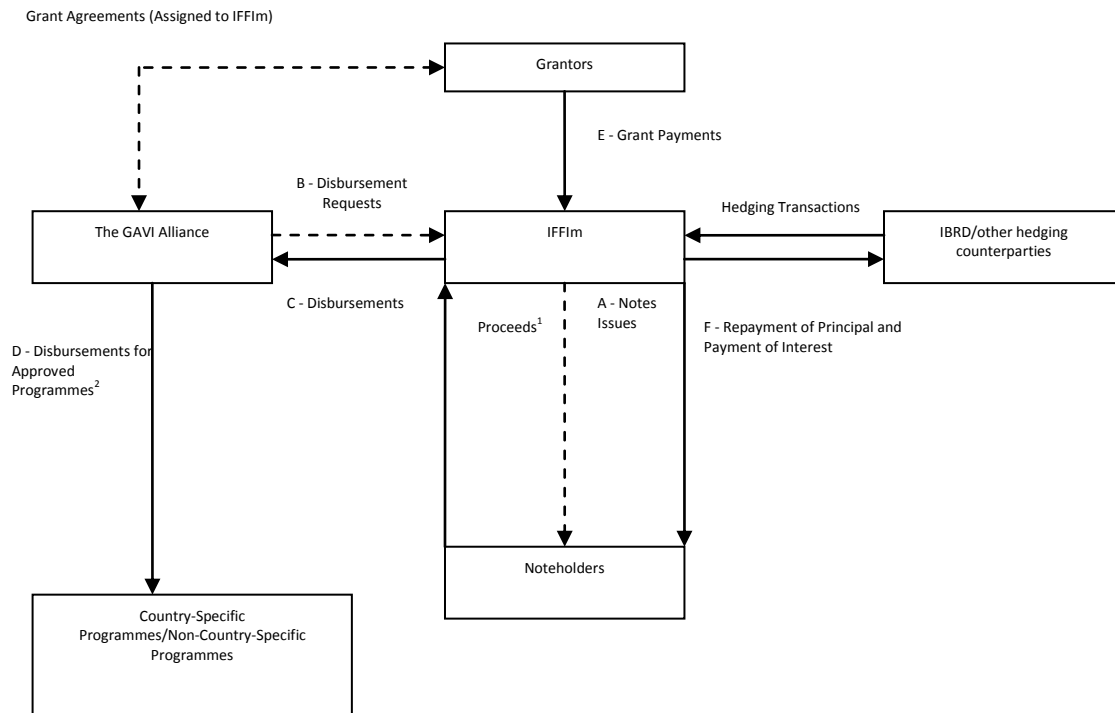 Grant Agreements (Assigned to IFFIm)
Grantors
E - Grant Payments
B - Disbursement
Requests
Hedging Transactions
The GAVI Alliance
IFFIm
IBRD/other hedging
counterparties
C - Disbursements
Proceeds1
A - Notes
Issues
F - Repayment of Principal and
Payment of Interest
D - Disbursements for
Approved
Programmes2
Noteholders
Country-Specific
Programmes/Non-Country-Specific
Programmes